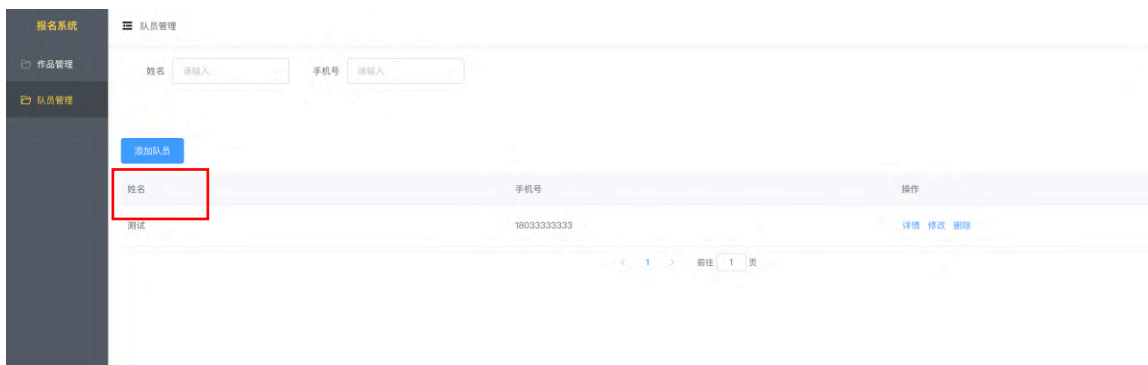 报名系统
队员管理
作品管理
姓名 请输入 手机号 请输入
队员管理
添加队员
姓名 手机号 操作
测试 18033333333 详情 修改 删除
< 1 > 前往 1 页